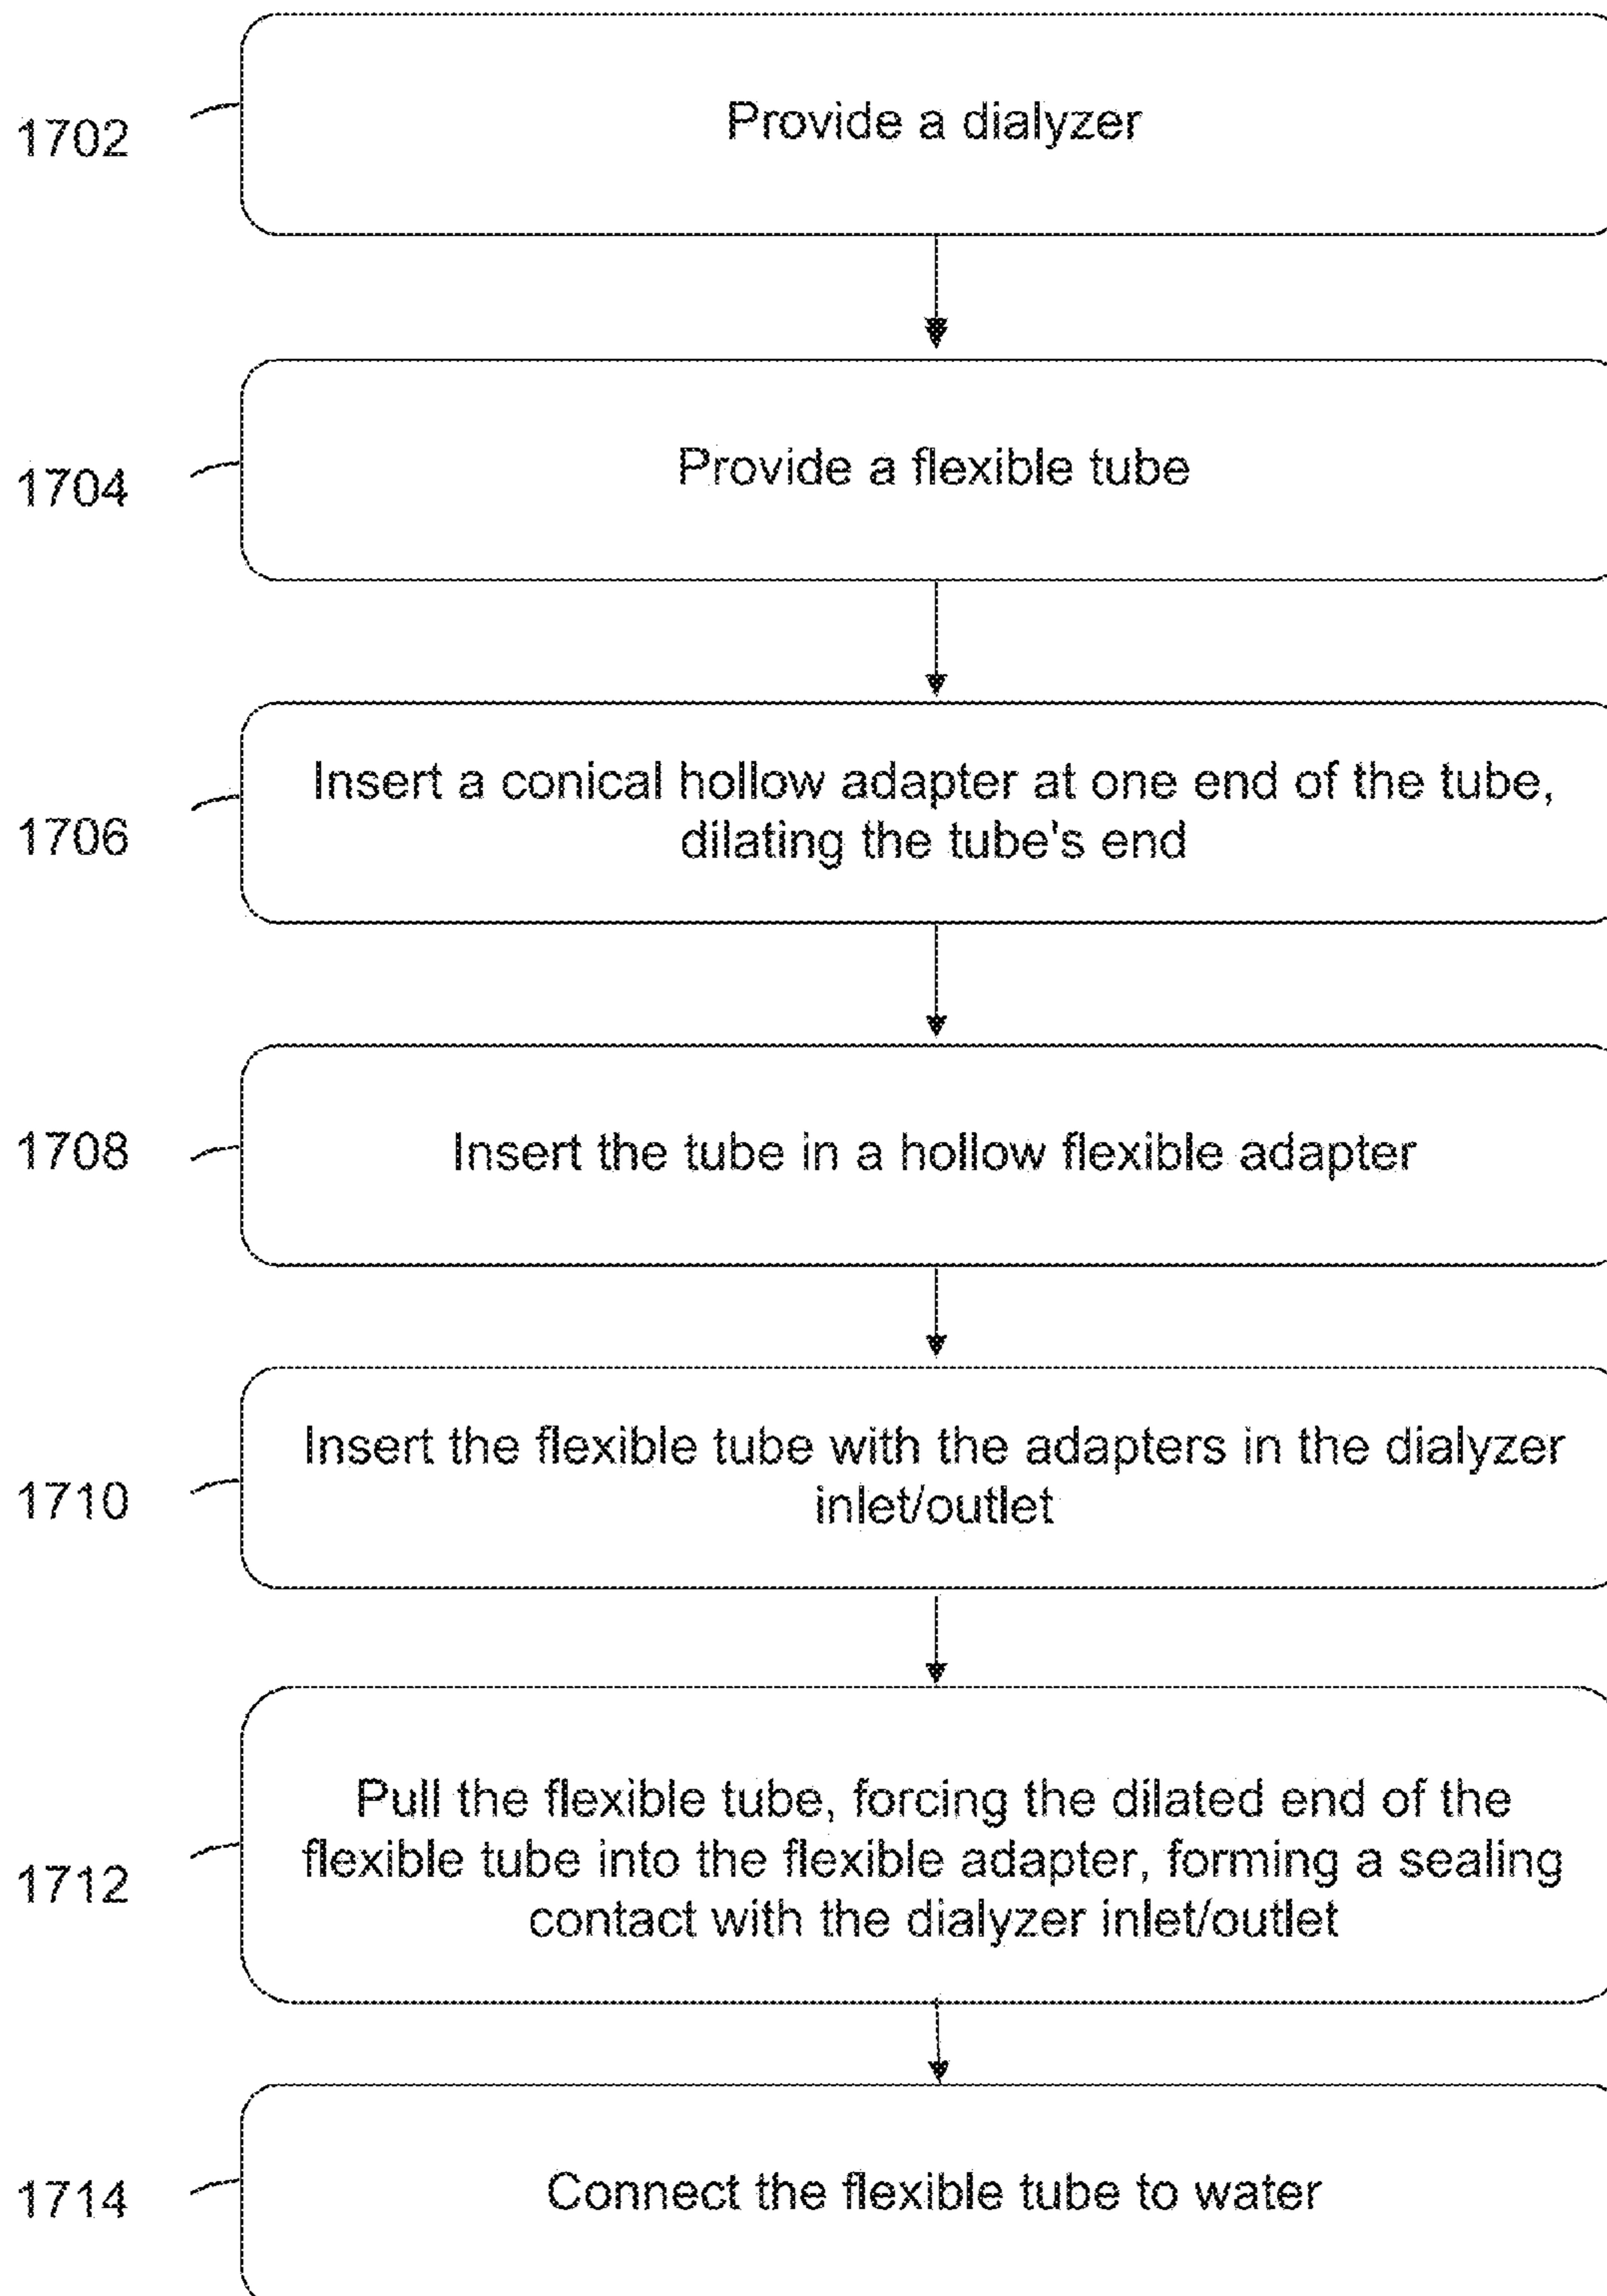 1702
Provide a dialyzer
1704
Provide a flexible tube
1706
Insert a conical hollow adapter at one end of the tube,
dilating the tube's end
1708
Insert the tube in a hollow flexible adapter
1710
Insert the flexible tube with the adapters in the dialyzer
inlet/outlet
1712
Pull the flexible tube, forcing the dilated end of the
flexible tube into the flexible adapter, forming a sealing
contact with the dialyzer inlet/outlet
1714
Connect the flexible tube to water